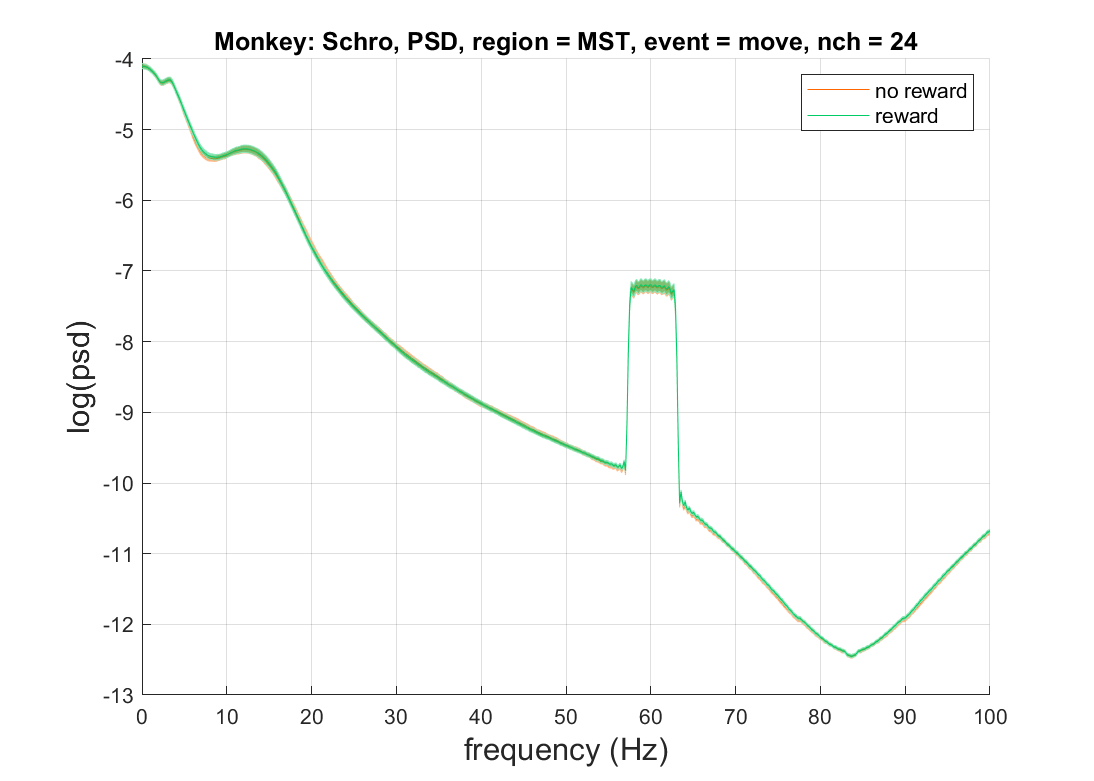 Monkey: Schro, PSD, region = MST, event = move, nch = 24
no reward
reward
log(psd)
-4
-5
-6
-7
-8
-9
-10
-11
-12
-13
0 10 20 30 40 50 60 70 80 90 100
frequency (Hz)